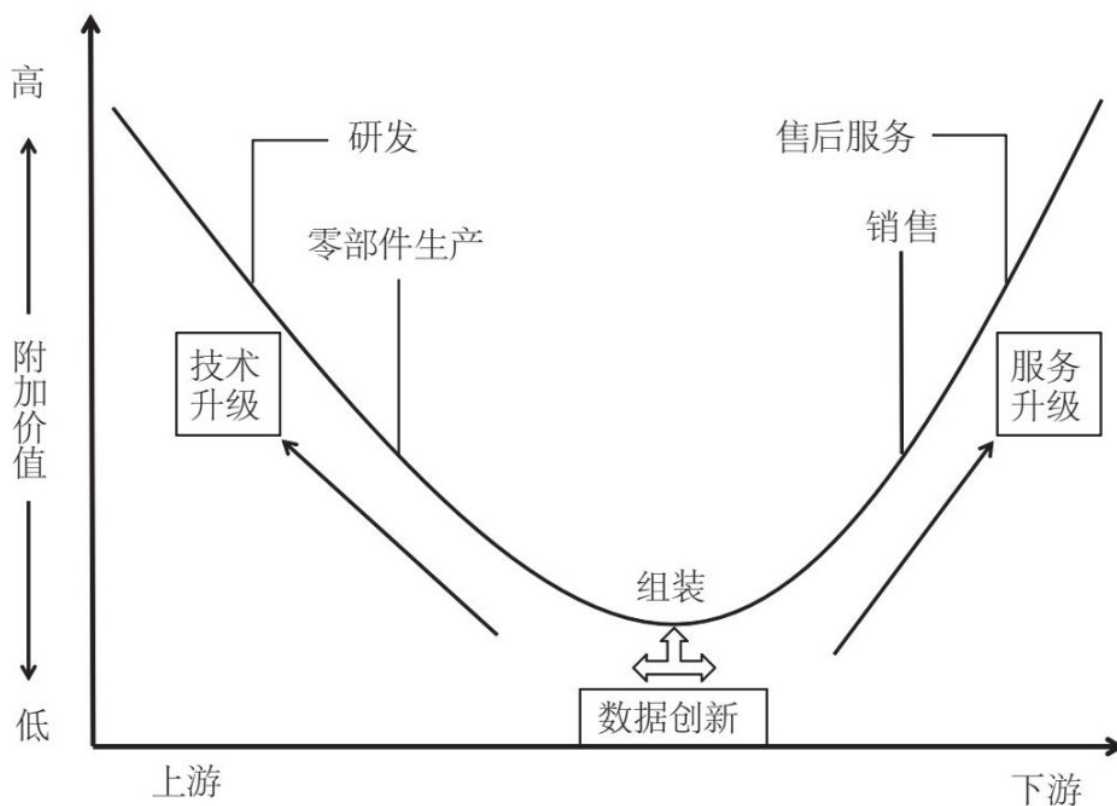 高
研发
售后服务
零部件生产
销售
附加价值
技术
升级
服务
升级
组装
低
数据创新
上游
下游